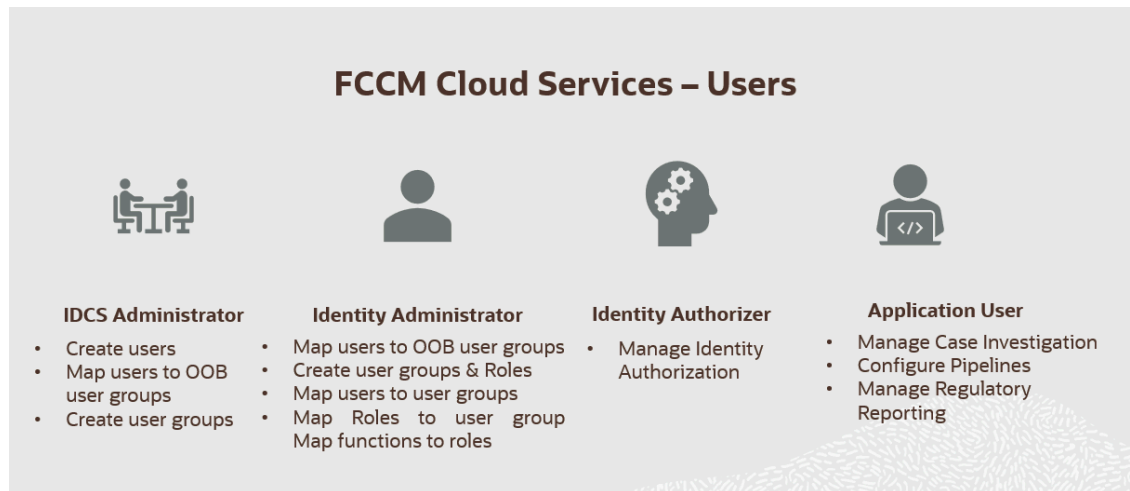 FCCM Cloud Services – Users
IDCS Administrator
• Create users
• Map users to OOB
user groups
• Create user groups
Identity Administrator
• Map users to OOB user groups
• Create user groups & Roles
• Map users to user groups
• Map Roles to user group
Map functions to roles
Identity Authorizer
• Manage Identity
Authorization
Application User
• Manage Case Investigation
• Configure Pipelines
• Manage Regulatory
Reporting